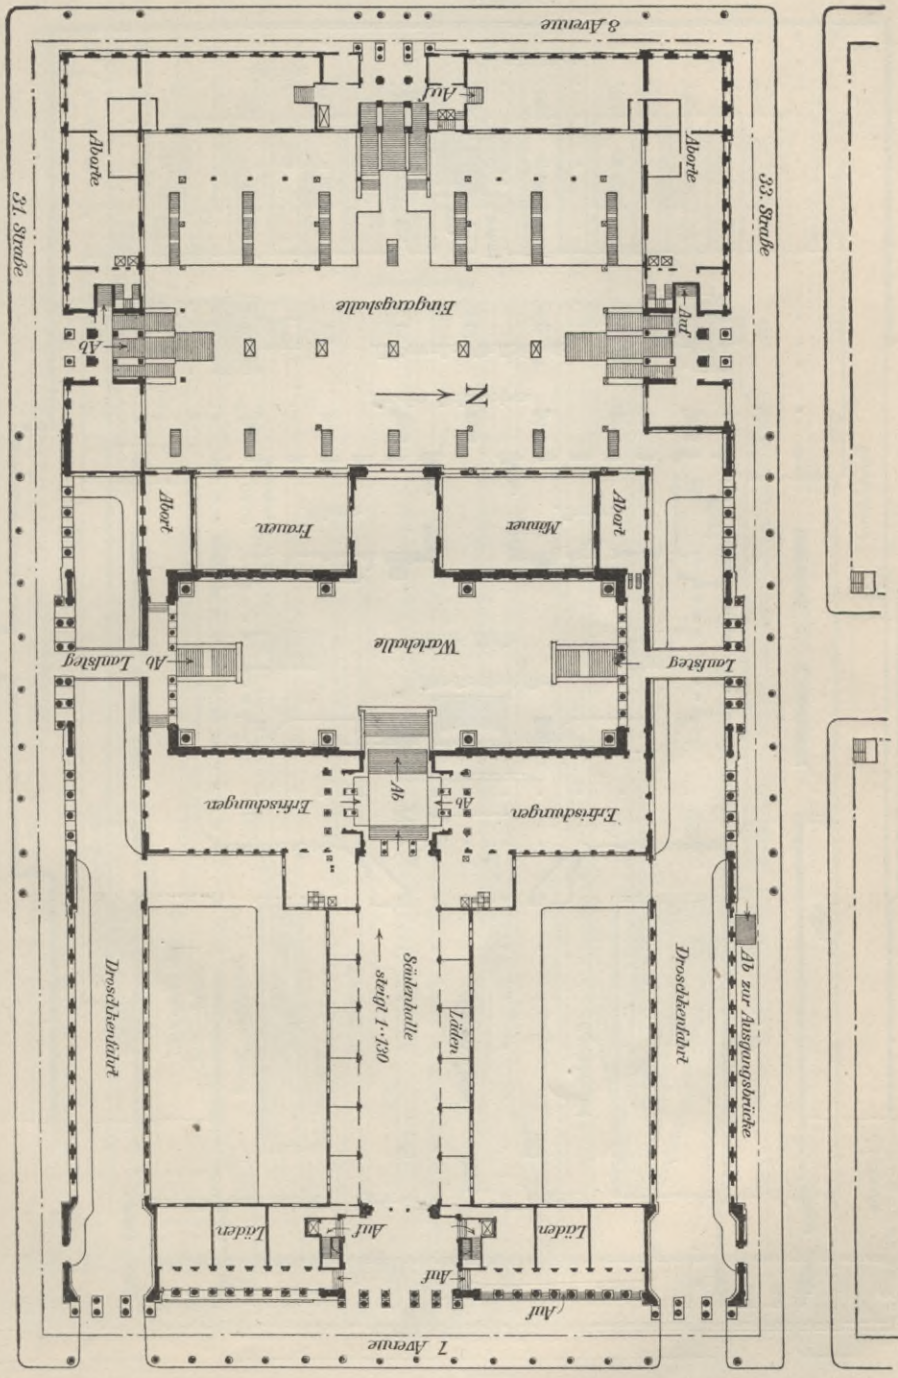 8 Avenue
Auf
Aborte
Aborte
31. Straße
33. Straße
Eingangshalle
Ab
Auf
N
Abort
Frauen
Männer
Abort
Wartehalle
Laufsteg
Ab
Laufsteg
Ab
Ab
Erfrischungen
Erfrischungen
Säulenhalle
steigt 1:130
Läden
Droschkenfahrt
Droschkenfahrt
Ab zur Ausgangsbrücke
Läden
Auf
Läden
Auf
Auf
7 Avenue